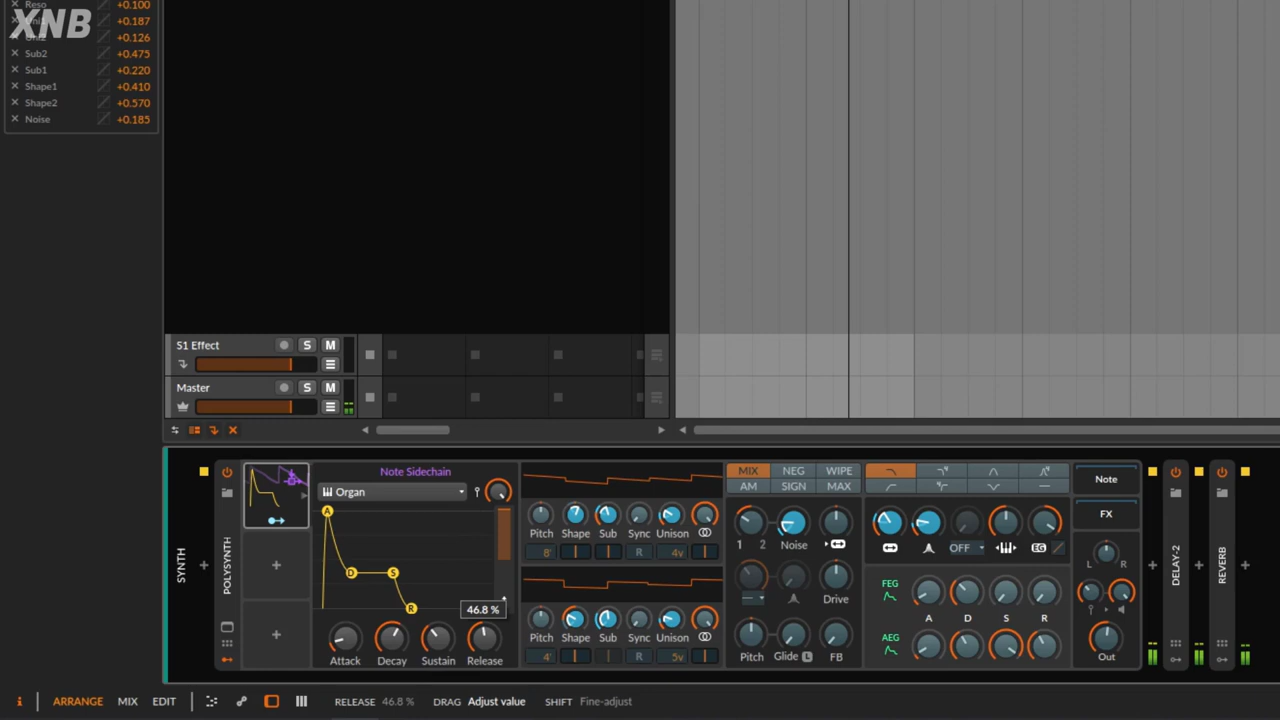 Reso +0.100
XNB
+0.187
+0.126
Sub2 +0.475
Sub1 +0.220
Shape1 +0.410
Shape2 +0.570
Noise +0.185
S1 Effect S M
Master S M
SYNTH
POLYSYNTH
Note Sidechain
Organ
A
D
S
R
46.8 %
Attack Decay Sustain Release
Pitch Shape Sub Sync Unison
8' R 4v
Pitch Shape Sub Sync Unison
4' R 5v
MIX NEG WIPE
AM SIGN MAX
1 2 Noise
Drive
Pitch Glide L FB
OFF EG
FEG
A D S R
AEG
Note
FX
L R
Out
DELAY-2
REVERB
i ARRANGE MIX EDIT RELEASE 46.8 % DRAG Adjust value SHIFT Fine-adjust